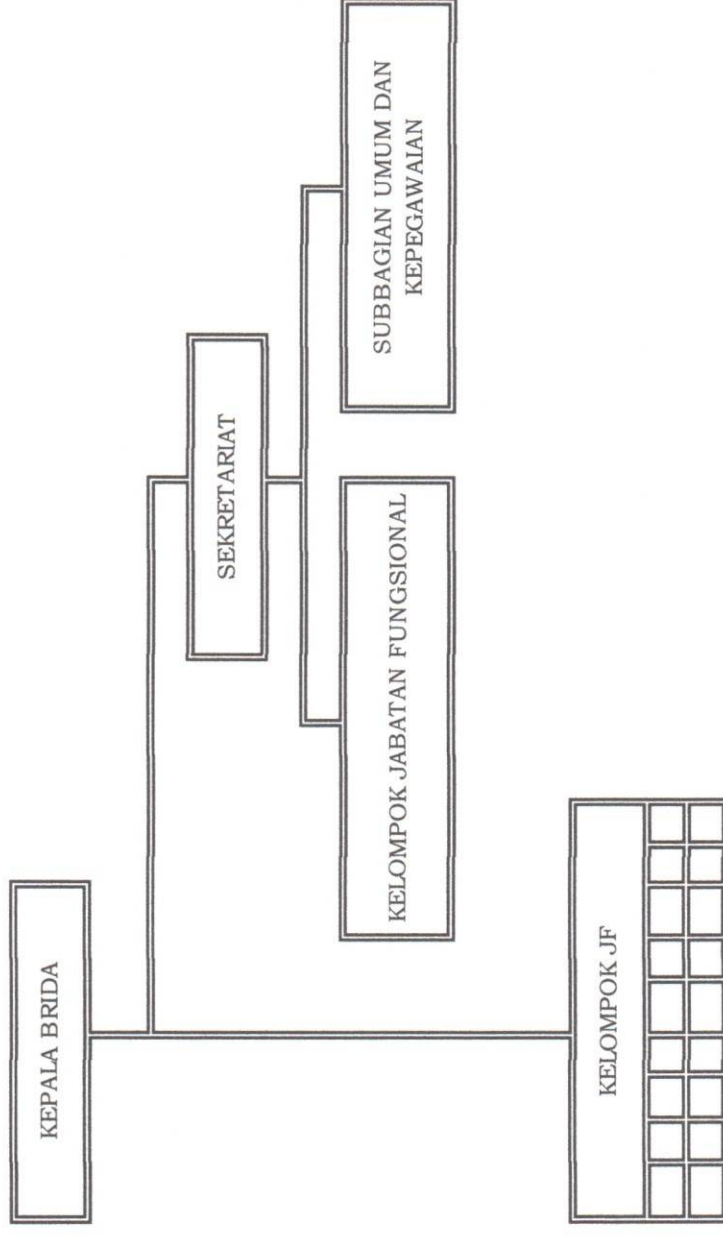 KEPALA BRIDA
SEKRETARIAT
KELOMPOK JABATAN FUNGSIONAL
SUBBAGIAN UMUM DAN
KEPEGAWAIAN
KELOMPOK JF